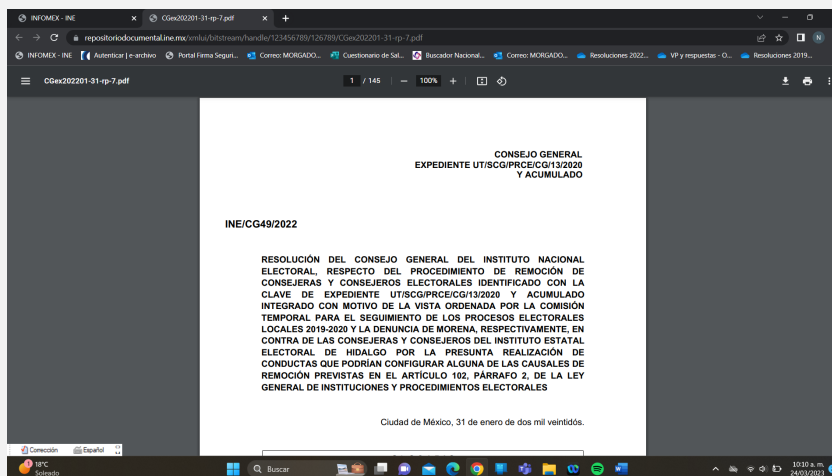 INFOMEX - INE
CGex202201-31-rp-7.pdf
repositoriodocumental.ine.mx/xmlui/bitstream/handle/123456789/126789/CGex202201-31-rp-7.pdf
N
INFOMEX - INE
Autenticar | e-archivo
Portal Firma Seguri...
Correo: MORGADO...
Cuestionario de Sal...
Buscador Nacional...
Correo: MORGADO...
Resoluciones 2022...
VP y respuestas - O...
Resoluciones 2019...
CGex202201-31-rp-7.pdf
1 / 145
100%
CONSEJO GENERAL
EXPEDIENTE UT/SCG/PRCE/CG/13/2020
Y ACUMULADO
INE/CG49/2022
RESOLUCIÓN DEL CONSEJO GENERAL DEL INSTITUTO NACIONAL
ELECTORAL, RESPECTO DEL PROCEDIMIENTO DE REMOCIÓN DE
CONSEJERAS Y CONSEJEROS ELECTORALES IDENTIFICADO CON LA
CLAVE DE EXPEDIENTE UT/SCG/PRCE/CG/13/2020 Y ACUMULADO
INTEGRADO CON MOTIVO DE LA VISTA ORDENADA POR LA COMISIÓN
TEMPORAL PARA EL SEGUIMIENTO DE LOS PROCESOS ELECTORALES
LOCALES 2019-2020 Y LA DENUNCIA DE MORENA, RESPECTIVAMENTE, EN
CONTRA DE LAS CONSEJERAS Y CONSEJEROS DEL INSTITUTO ESTATAL
ELECTORAL DE HIDALGO POR LA PRESUNTA REALIZACIÓN DE
CONDUCTAS QUE PODRÍAN CONFIGURAR ALGUNA DE LAS CAUSALES DE
REMOCIÓN PREVISTAS EN EL ARTÍCULO 102, PÁRRAFO 2, DE LA LEY
GENERAL DE INSTITUCIONES Y PROCEDIMIENTOS ELECTORALES
Ciudad de México, 31 de enero de dos mil veintidós.
Corrección
Español
18°C
Soleado
Buscar
10:10 a. m.
24/03/2023